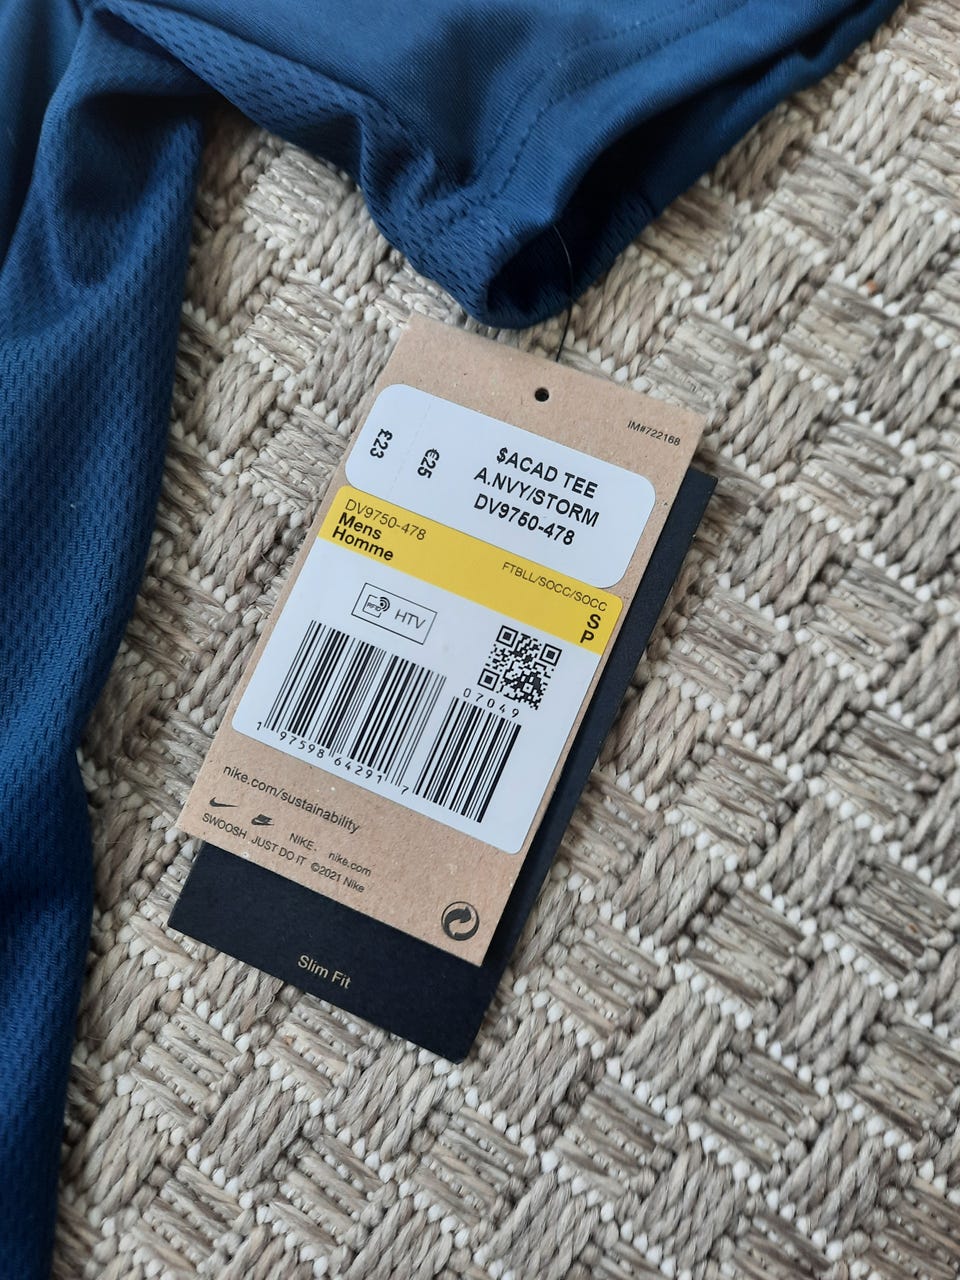 IM#722168
£23
€25
$ACAD TEE
A.NVY/STORM
DV9750-478
DV9750-478
Mens
Homme
FTBLL/SOCC/SOCC
S
P
RFID
HTV
07049
1 97598 64291 7
nike.com/sustainability
SWOOSH JUST DO IT NIKE. nike.com
©2021 Nike
Slim Fit